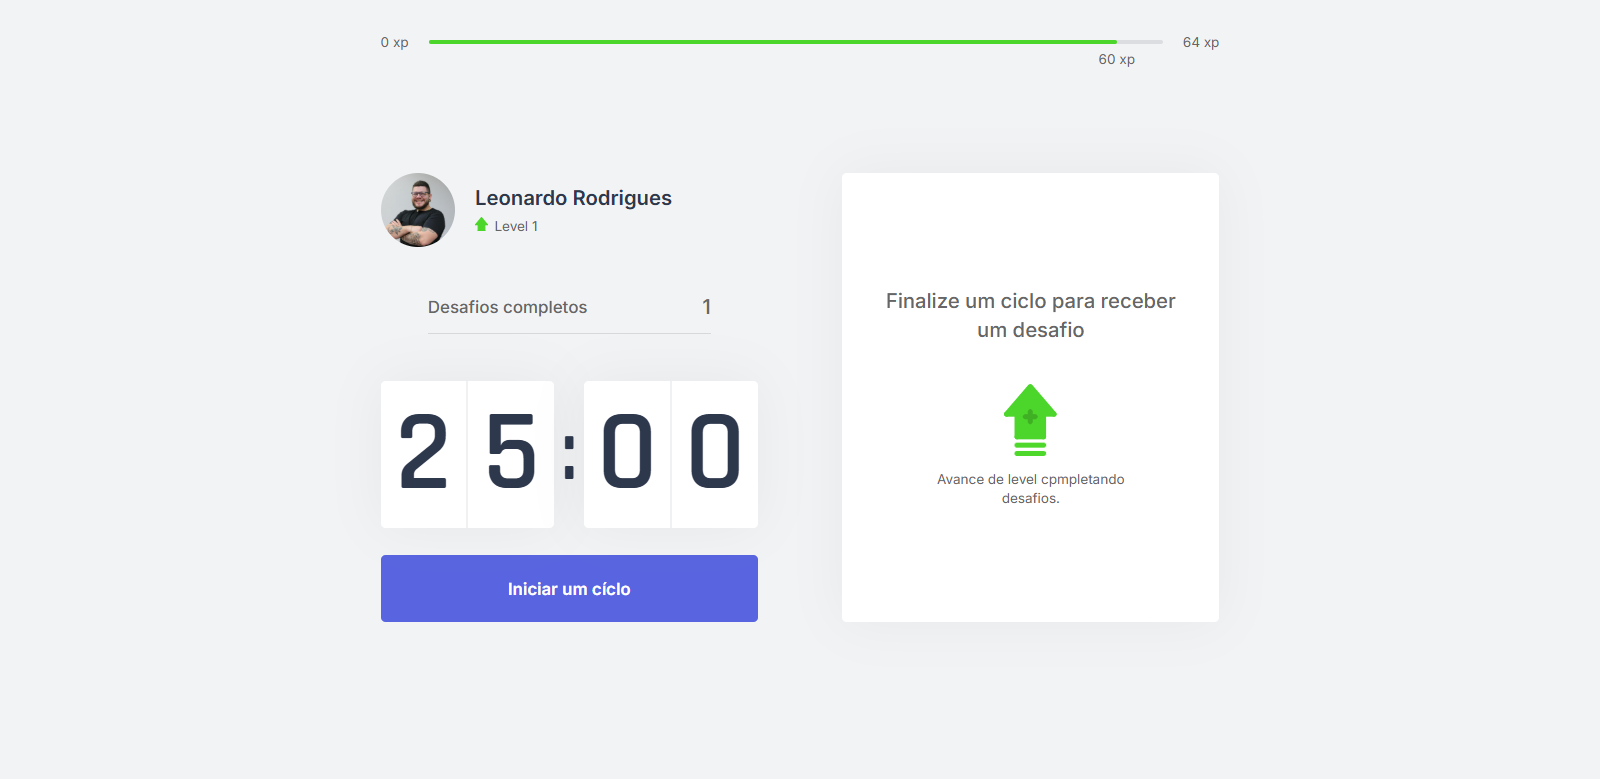 0 xp
64 xp
60 xp
Leonardo Rodrigues
Level 1
Desafios completos 1
25:00
Iniciar um cíclo
Finalize um ciclo para receber
um desafio
Avance de level cpmpletando
desafios.